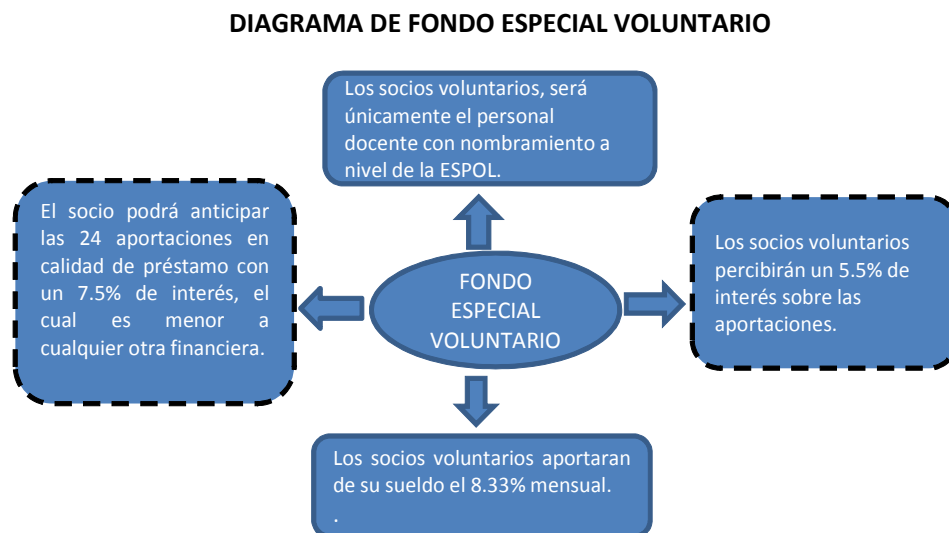 DIAGRAMA DE FONDO ESPECIAL VOLUNTARIO
Los socios voluntarios, será
únicamente el personal
docente con nombramiento a
nivel de la ESPOL.
El socio podrá anticipar
las 24 aportaciones en
calidad de préstamo con
un 7.5% de interés, el
cual es menor a
cualquier otra financiera.
FONDO
ESPECIAL
VOLUNTARIO
Los socios voluntarios
percibirán un 5.5% de
interés sobre las
aportaciones.
Los socios voluntarios aportaran
de su sueldo el 8.33% mensual.
.